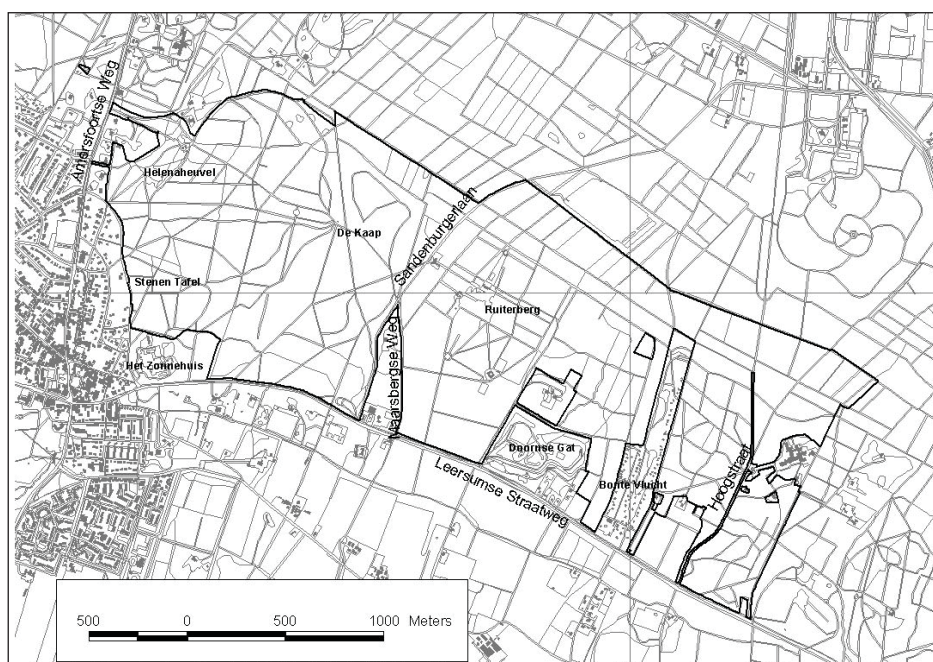 Amersfoortse Weg
Helenaheuvel
De Kaap
Sandenburgerlaan
Stenen Tafel
Ruiterberg
Het Zonnehuis
Maarsbergse Weg
Doornse Gat
Leersumse Straatweg
Bonte Vlucht
Hoogstraat
500 0 500 1000 Meters